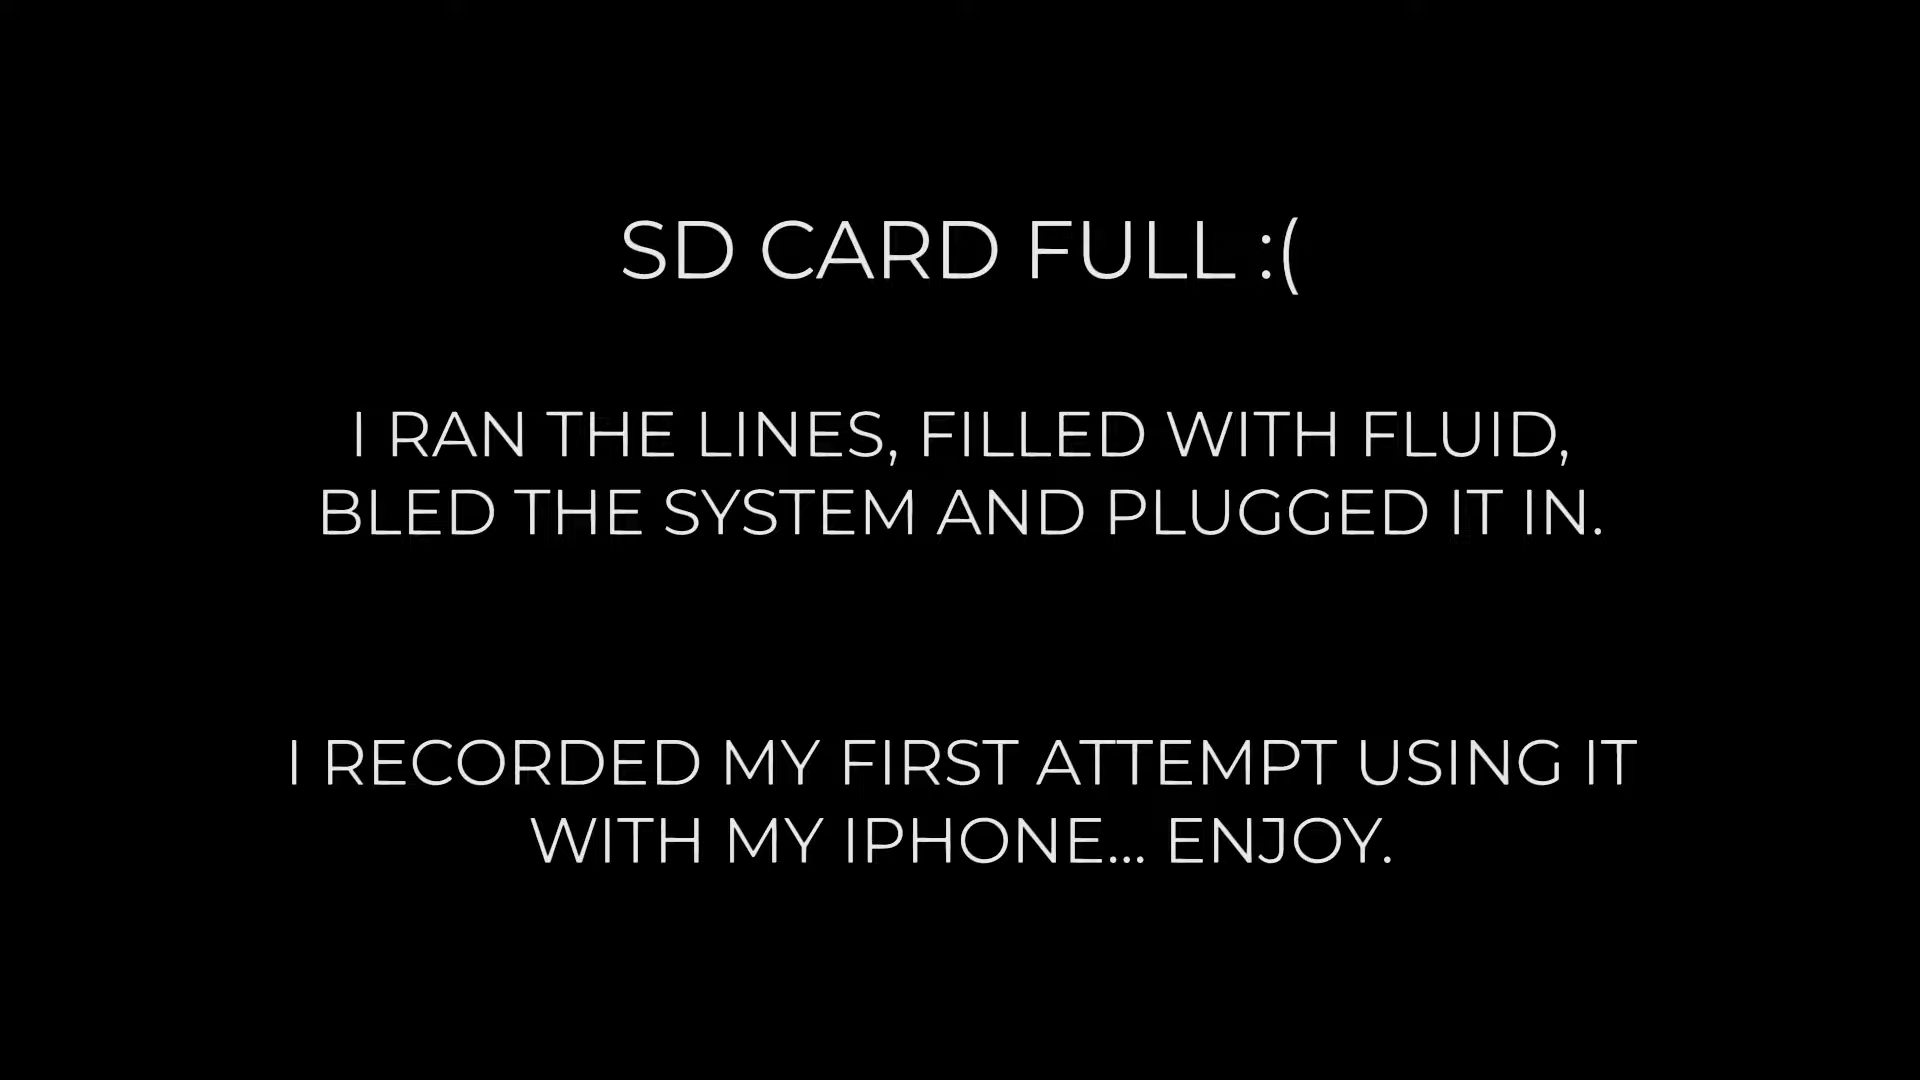 SD CARD FULL :(
I RAN THE LINES, FILLED WITH FLUID,
BLED THE SYSTEM AND PLUGGED IT IN.
I RECORDED MY FIRST ATTEMPT USING IT
WITH MY IPHONE... ENJOY.